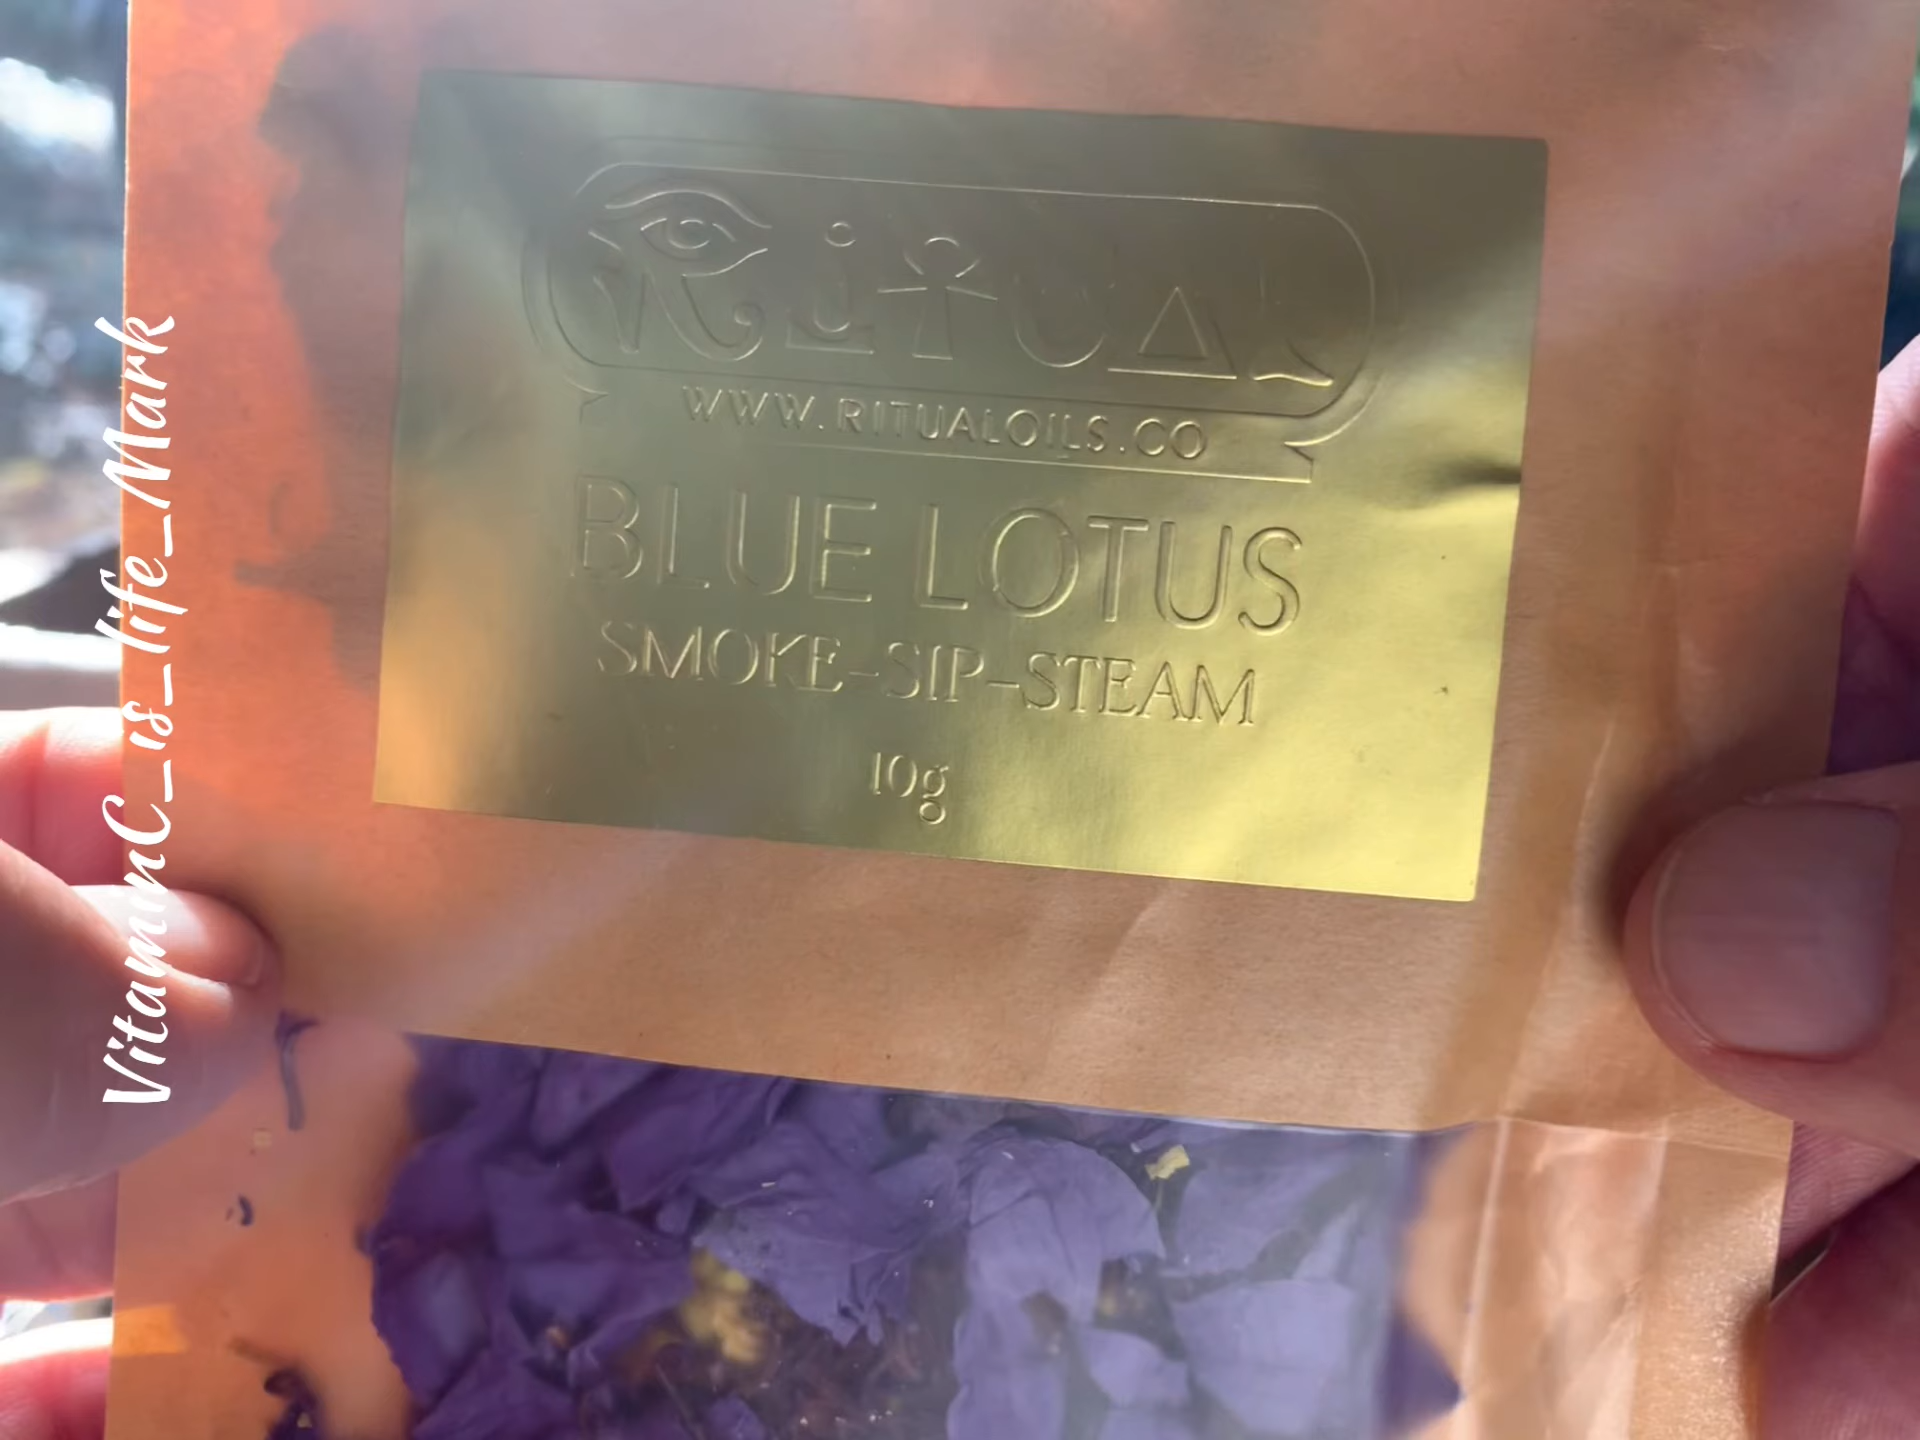 RiTUAL
WWW.RITUALOILS.CO
BLUE LOTUS
SMOKE-SIP-STEAM
10g
VitaminC_is_life_Mark